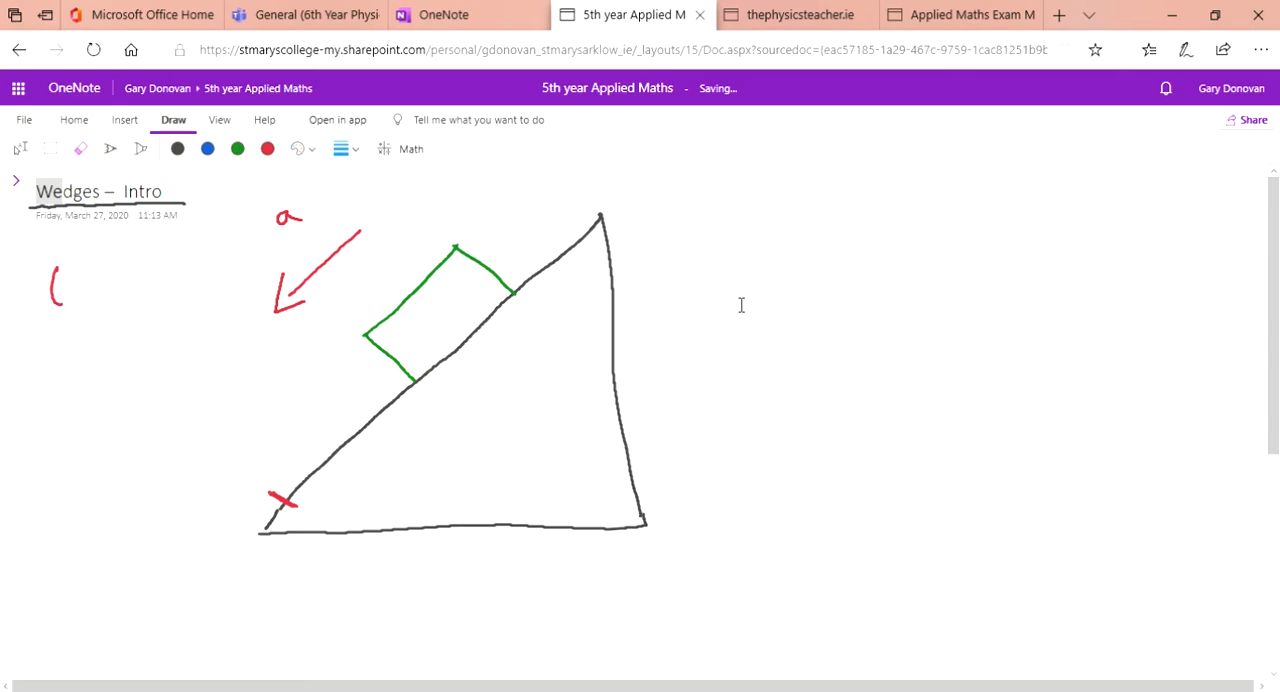 Microsoft Office Home
General (6th Year Physi
OneNote
5th year Applied M
thephysicsteacher.ie
Applied Maths Exam M
https://stmaryscollege-my.sharepoint.com/personal/gdonovan_stmarysarklow_ie/_layouts/15/Doc.aspx?sourcedoc={eac57185-1a29-467c-9759-1cac81251b9b
OneNote
Gary Donovan › 5th year Applied Maths
5th year Applied Maths - Saving...
Gary Donovan
File Home Insert Draw View Help Open in app Tell me what you want to do
Share
Math
Wedges – Intro
Friday, March 27, 2020 11:13 AM
a
(